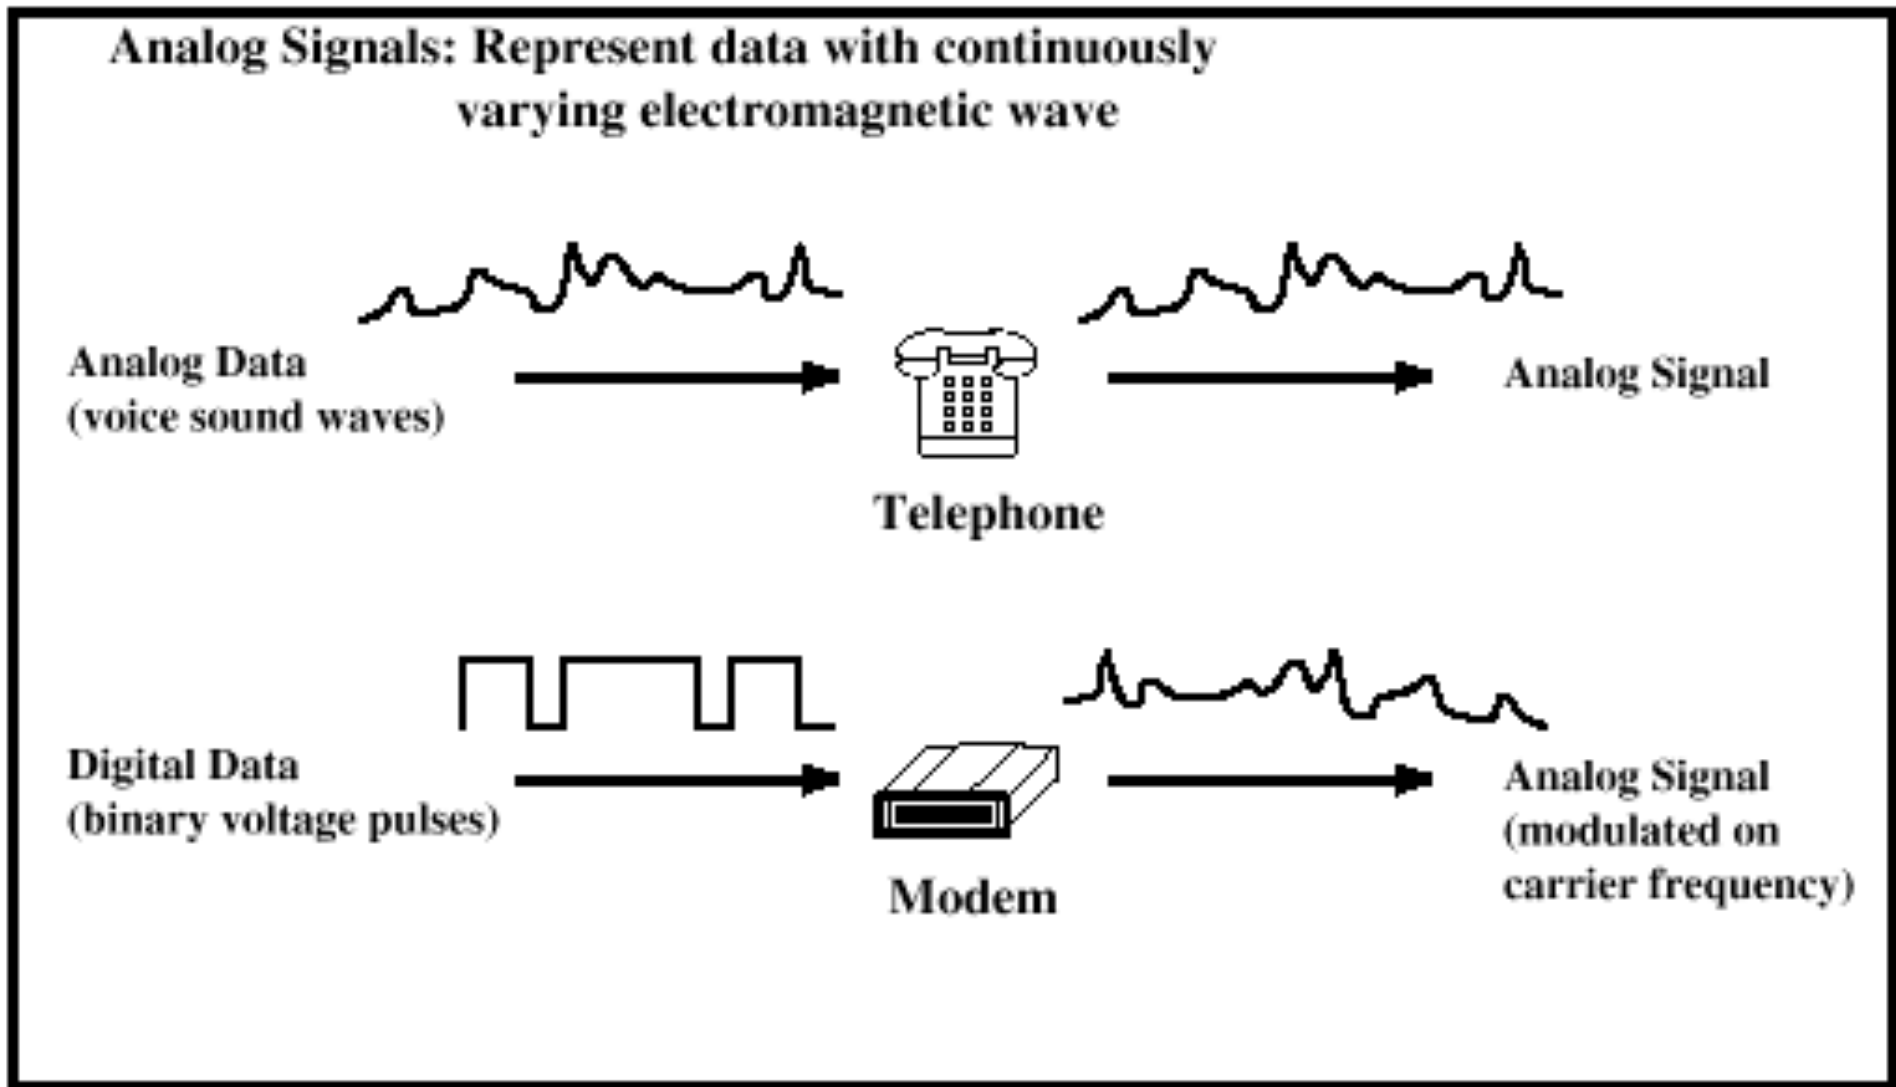 Analog Signals: Represent data with continuously
varying electromagnetic wave
Analog Data
(voice sound waves)
Analog Signal
Telephone
Digital Data
(binary voltage pulses)
Analog Signal
(modulated on
carrier frequency)
Modem